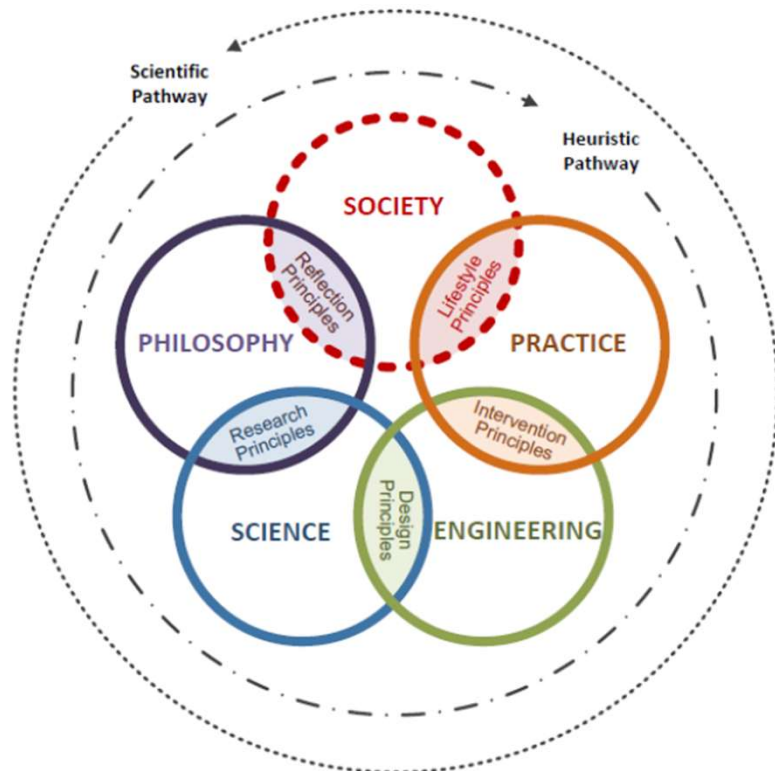 Scientific
Pathway
Heuristic
Pathway
SOCIETY
Reflection
Principles
Lifestyle
Principles
PHILOSOPHY
PRACTICE
Research
Principles
Intervention
Principles
SCIENCE
Design
Principles
ENGINEERING